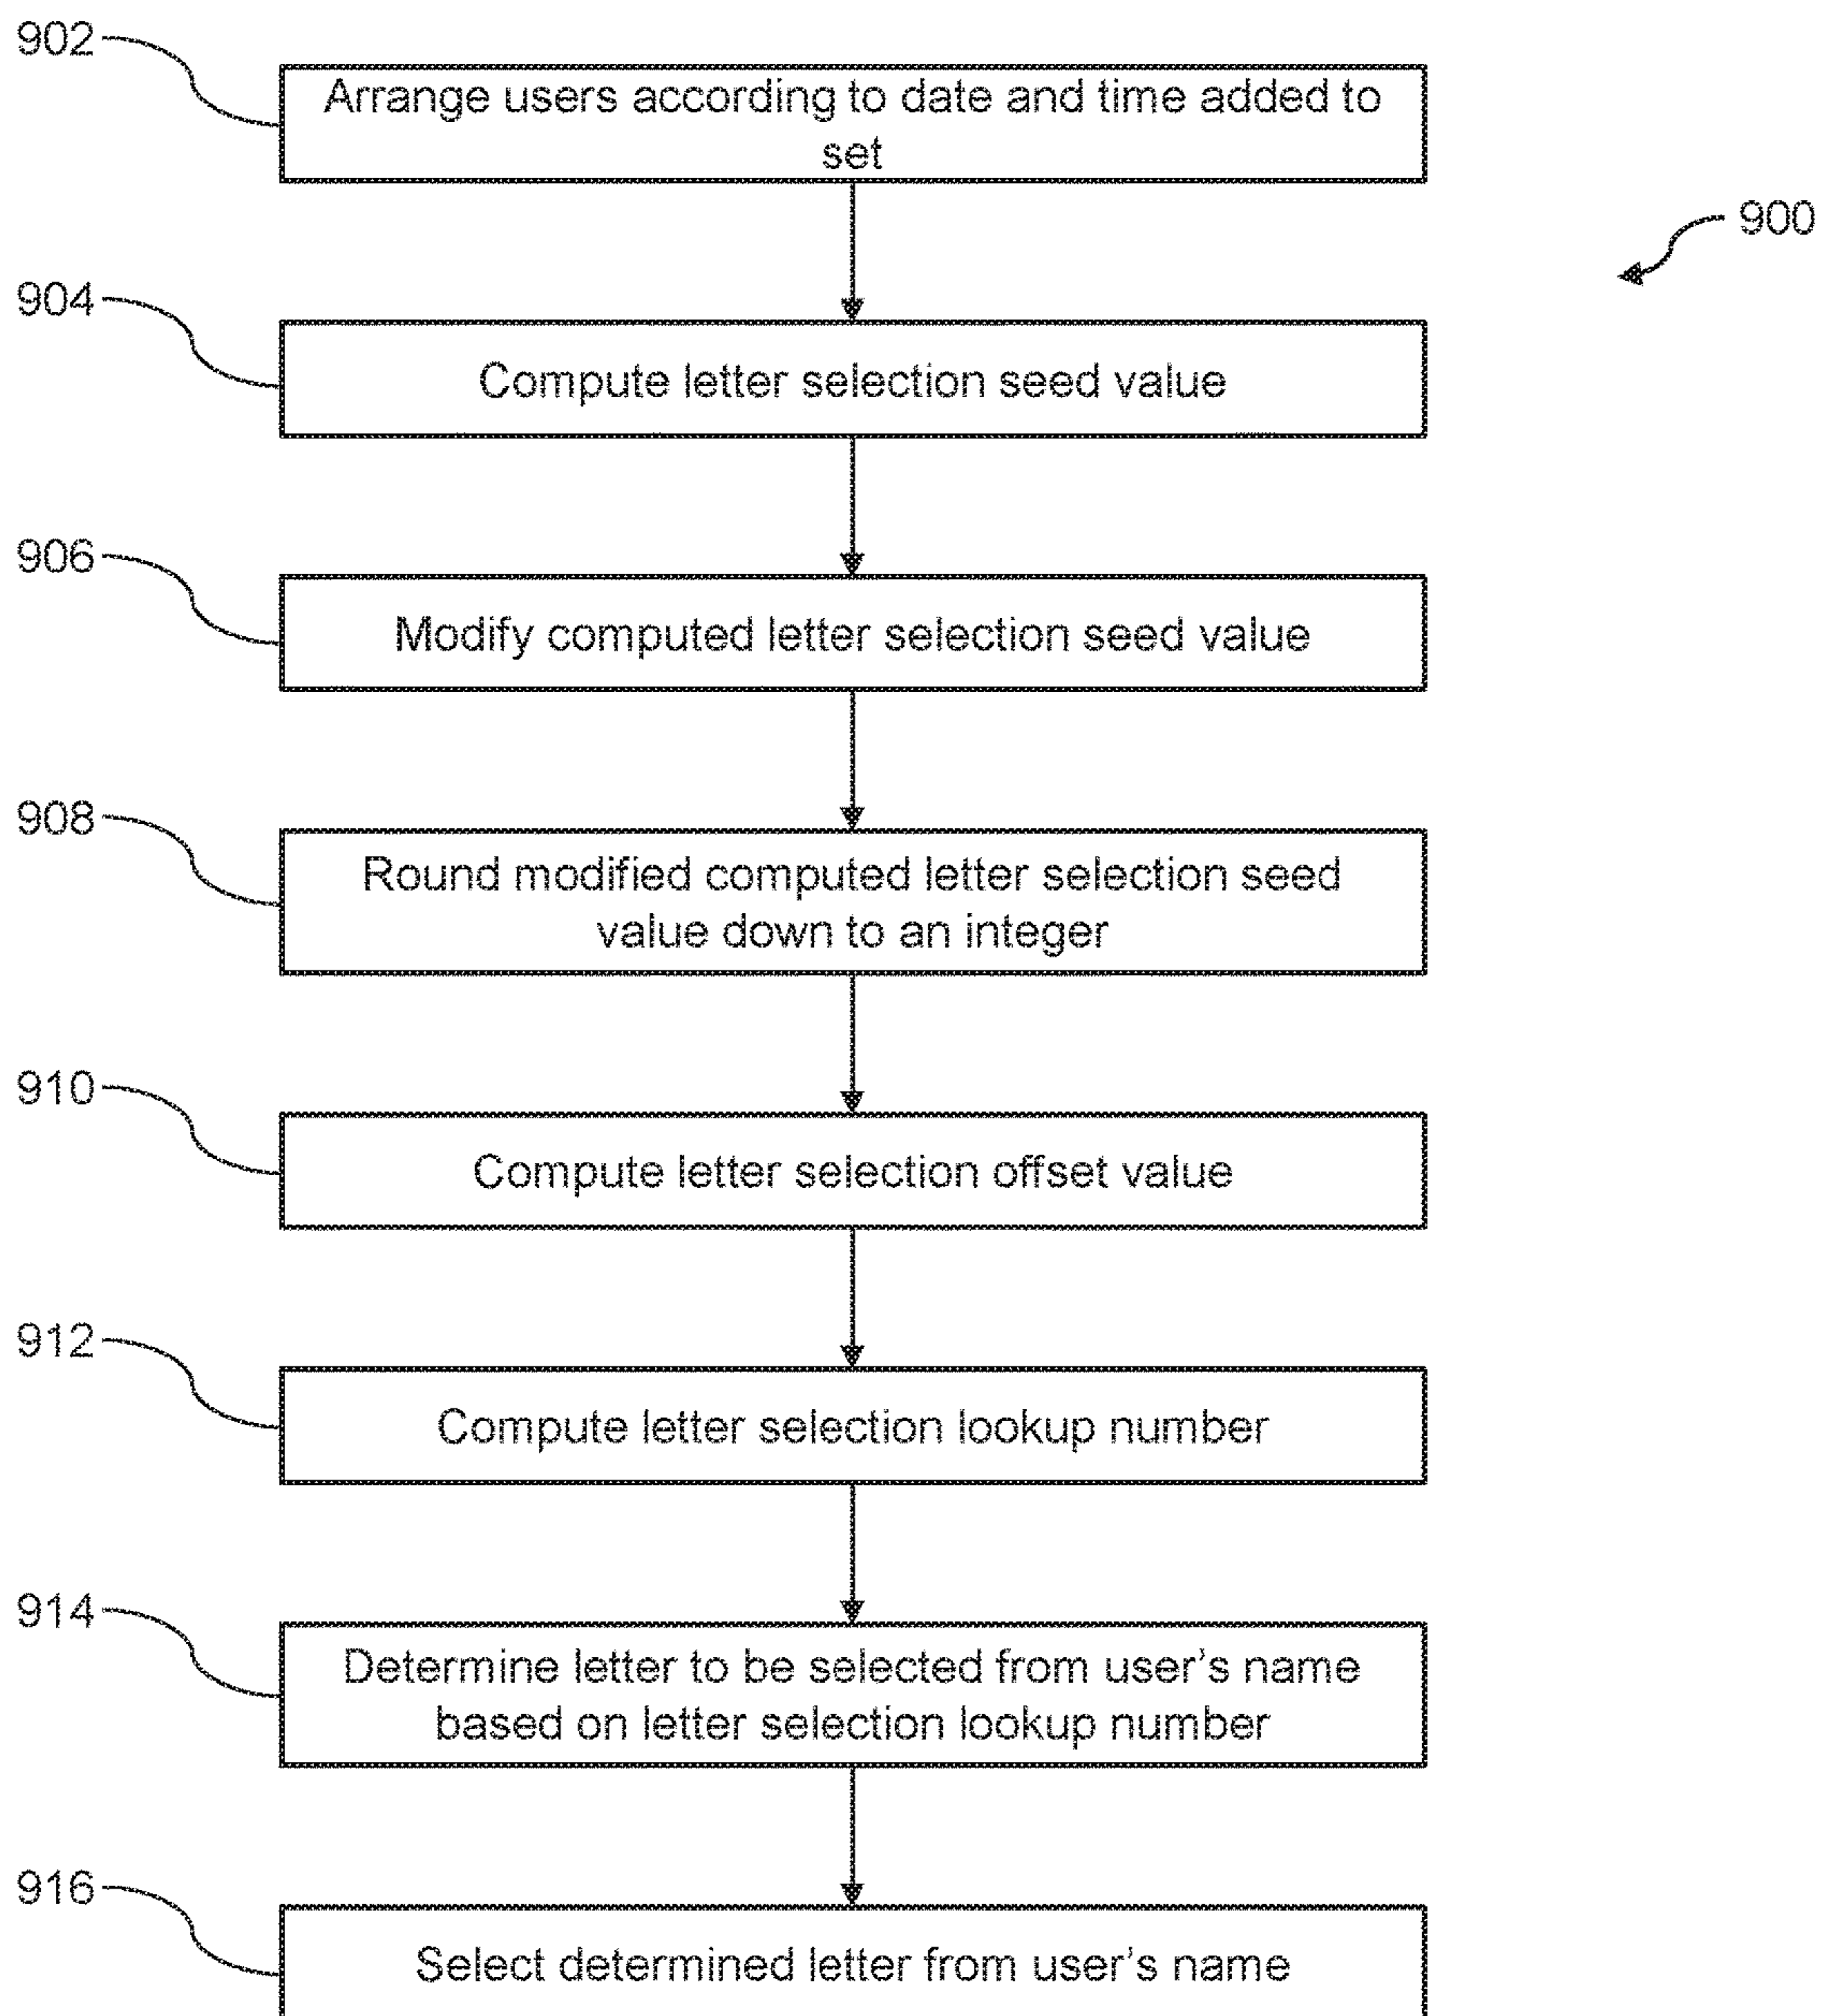 902
Arrange users according to date and time added to
set
900
904
Compute letter selection seed value
906
Modify computed letter selection seed value
908
Round modified computed letter selection seed
value down to an integer
910
Compute letter selection offset value
912
Compute letter selection lookup number
914
Determine letter to be selected from user's name
based on letter selection lookup number
916
Select determined letter from user's name